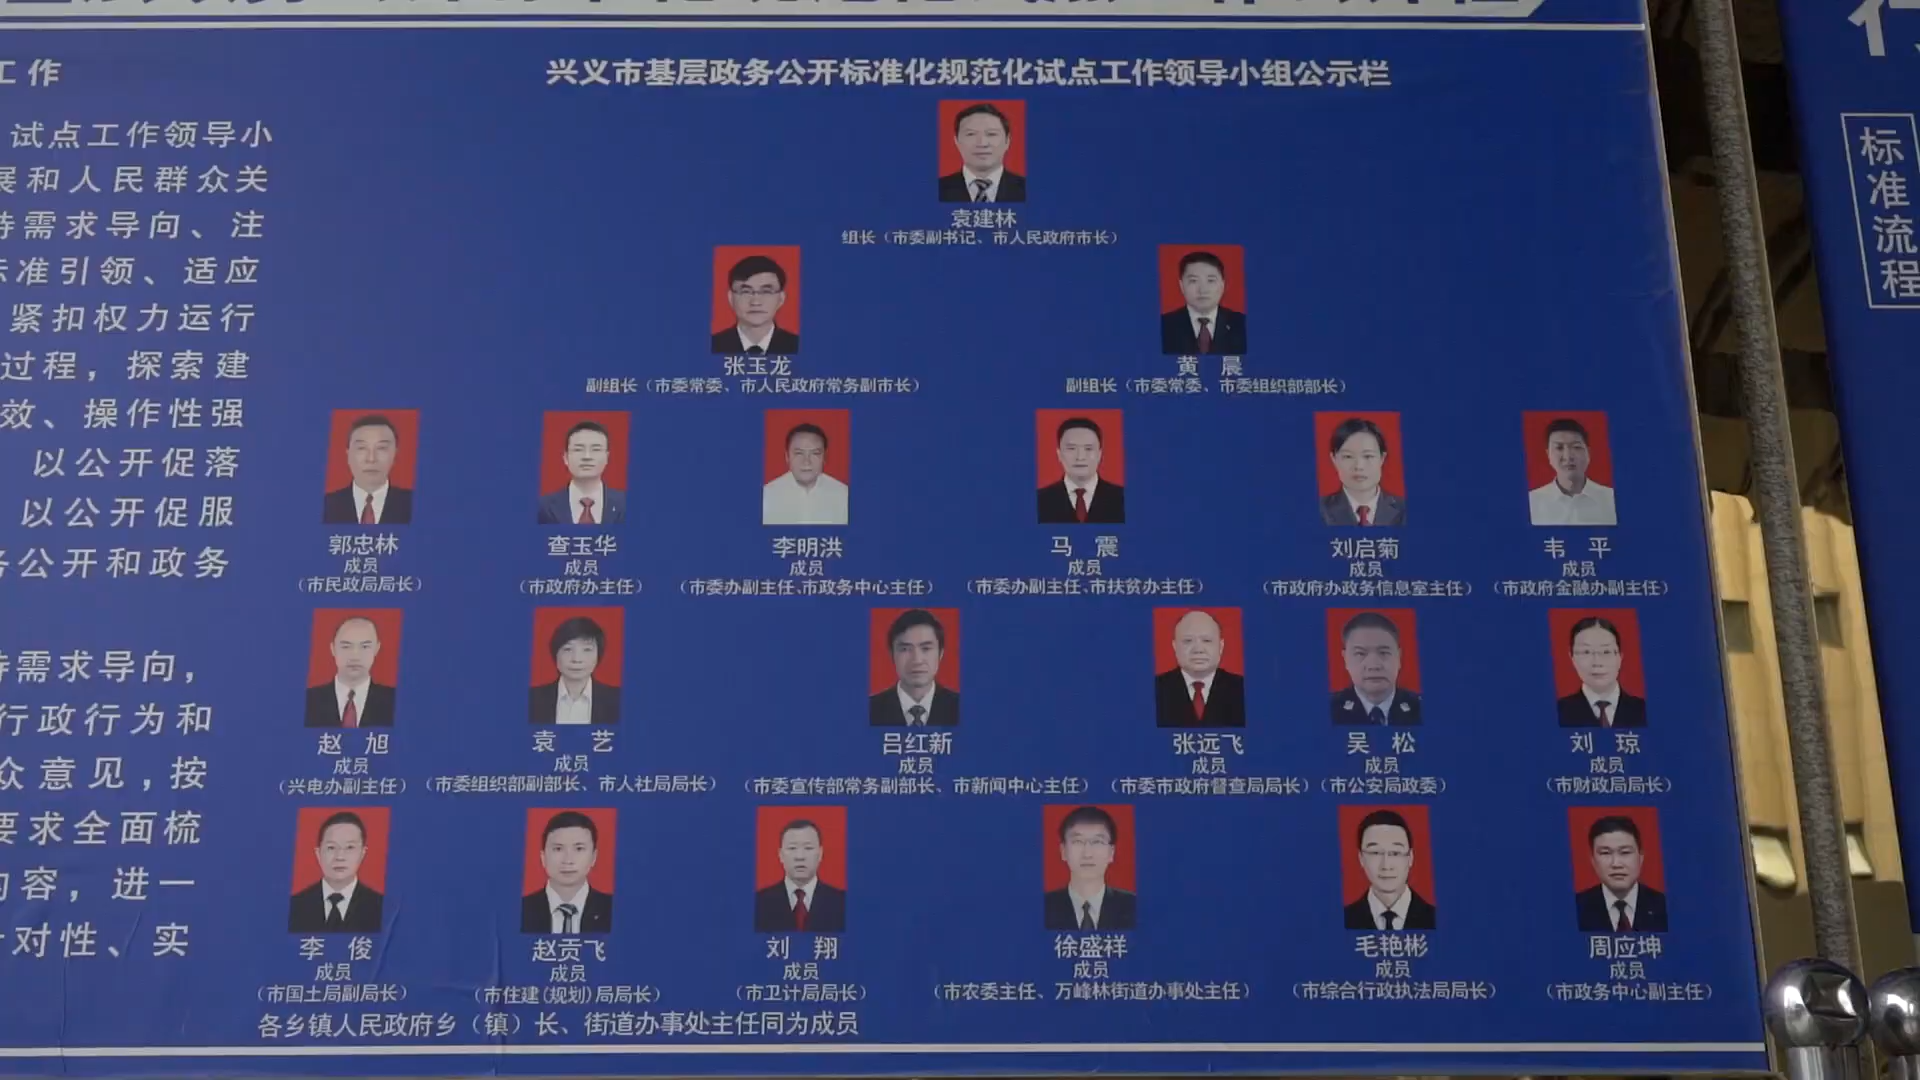 兴义市基层政务公开标准化规范化试点工作领导小组公示栏
袁建林
组长（市委副书记、市人民政府市长）
张玉龙
副组长（市委常委、市人民政府常务副市长）
黄 晨
副组长（市委常委、市委组织部部长）
郭忠林
成员
（市民政局局长）
查玉华
成员
（市政府办主任）
李明洪
成员
（市委办副主任、市政务中心主任）
马 震
成员
（市委办副主任、市扶贫办主任）
刘启菊
成员
（市政府办政务信息室主任）
韦 平
成员
（市政府金融办副主任）
赵 旭
成员
（兴电办副主任）
袁 艺
成员
（市委组织部副部长、市人社局局长）
吕红新
成员
（市委宣传部常务副部长、市新闻中心主任）
张远飞
成员
（市委市政府督查局局长）
吴 松
成员
（市公安局政委）
刘 琼
成员
（市财政局局长）
李 俊
成员
（市国土局副局长）
赵贡飞
成员
（市住建(规划)局局长）
刘 翔
成员
（市卫计局局长）
徐盛祥
成员
（市农委主任、万峰林街道办事处主任）
毛艳彬
成员
（市综合行政执法局局长）
周应坤
成员
（市政务中心副主任）
各乡镇人民政府乡（镇）长、街道办事处主任同为成员
工作
试点工作领导小
展和人民群众关
持需求导向、注
标准引领、适应
紧扣权力运行
过程，探索建
效、操作性强
以公开促落
以公开促服
务公开和政务
持需求导向，
行政行为和
众意见，按
要求全面梳
内容，进一
对性、实
标准流程